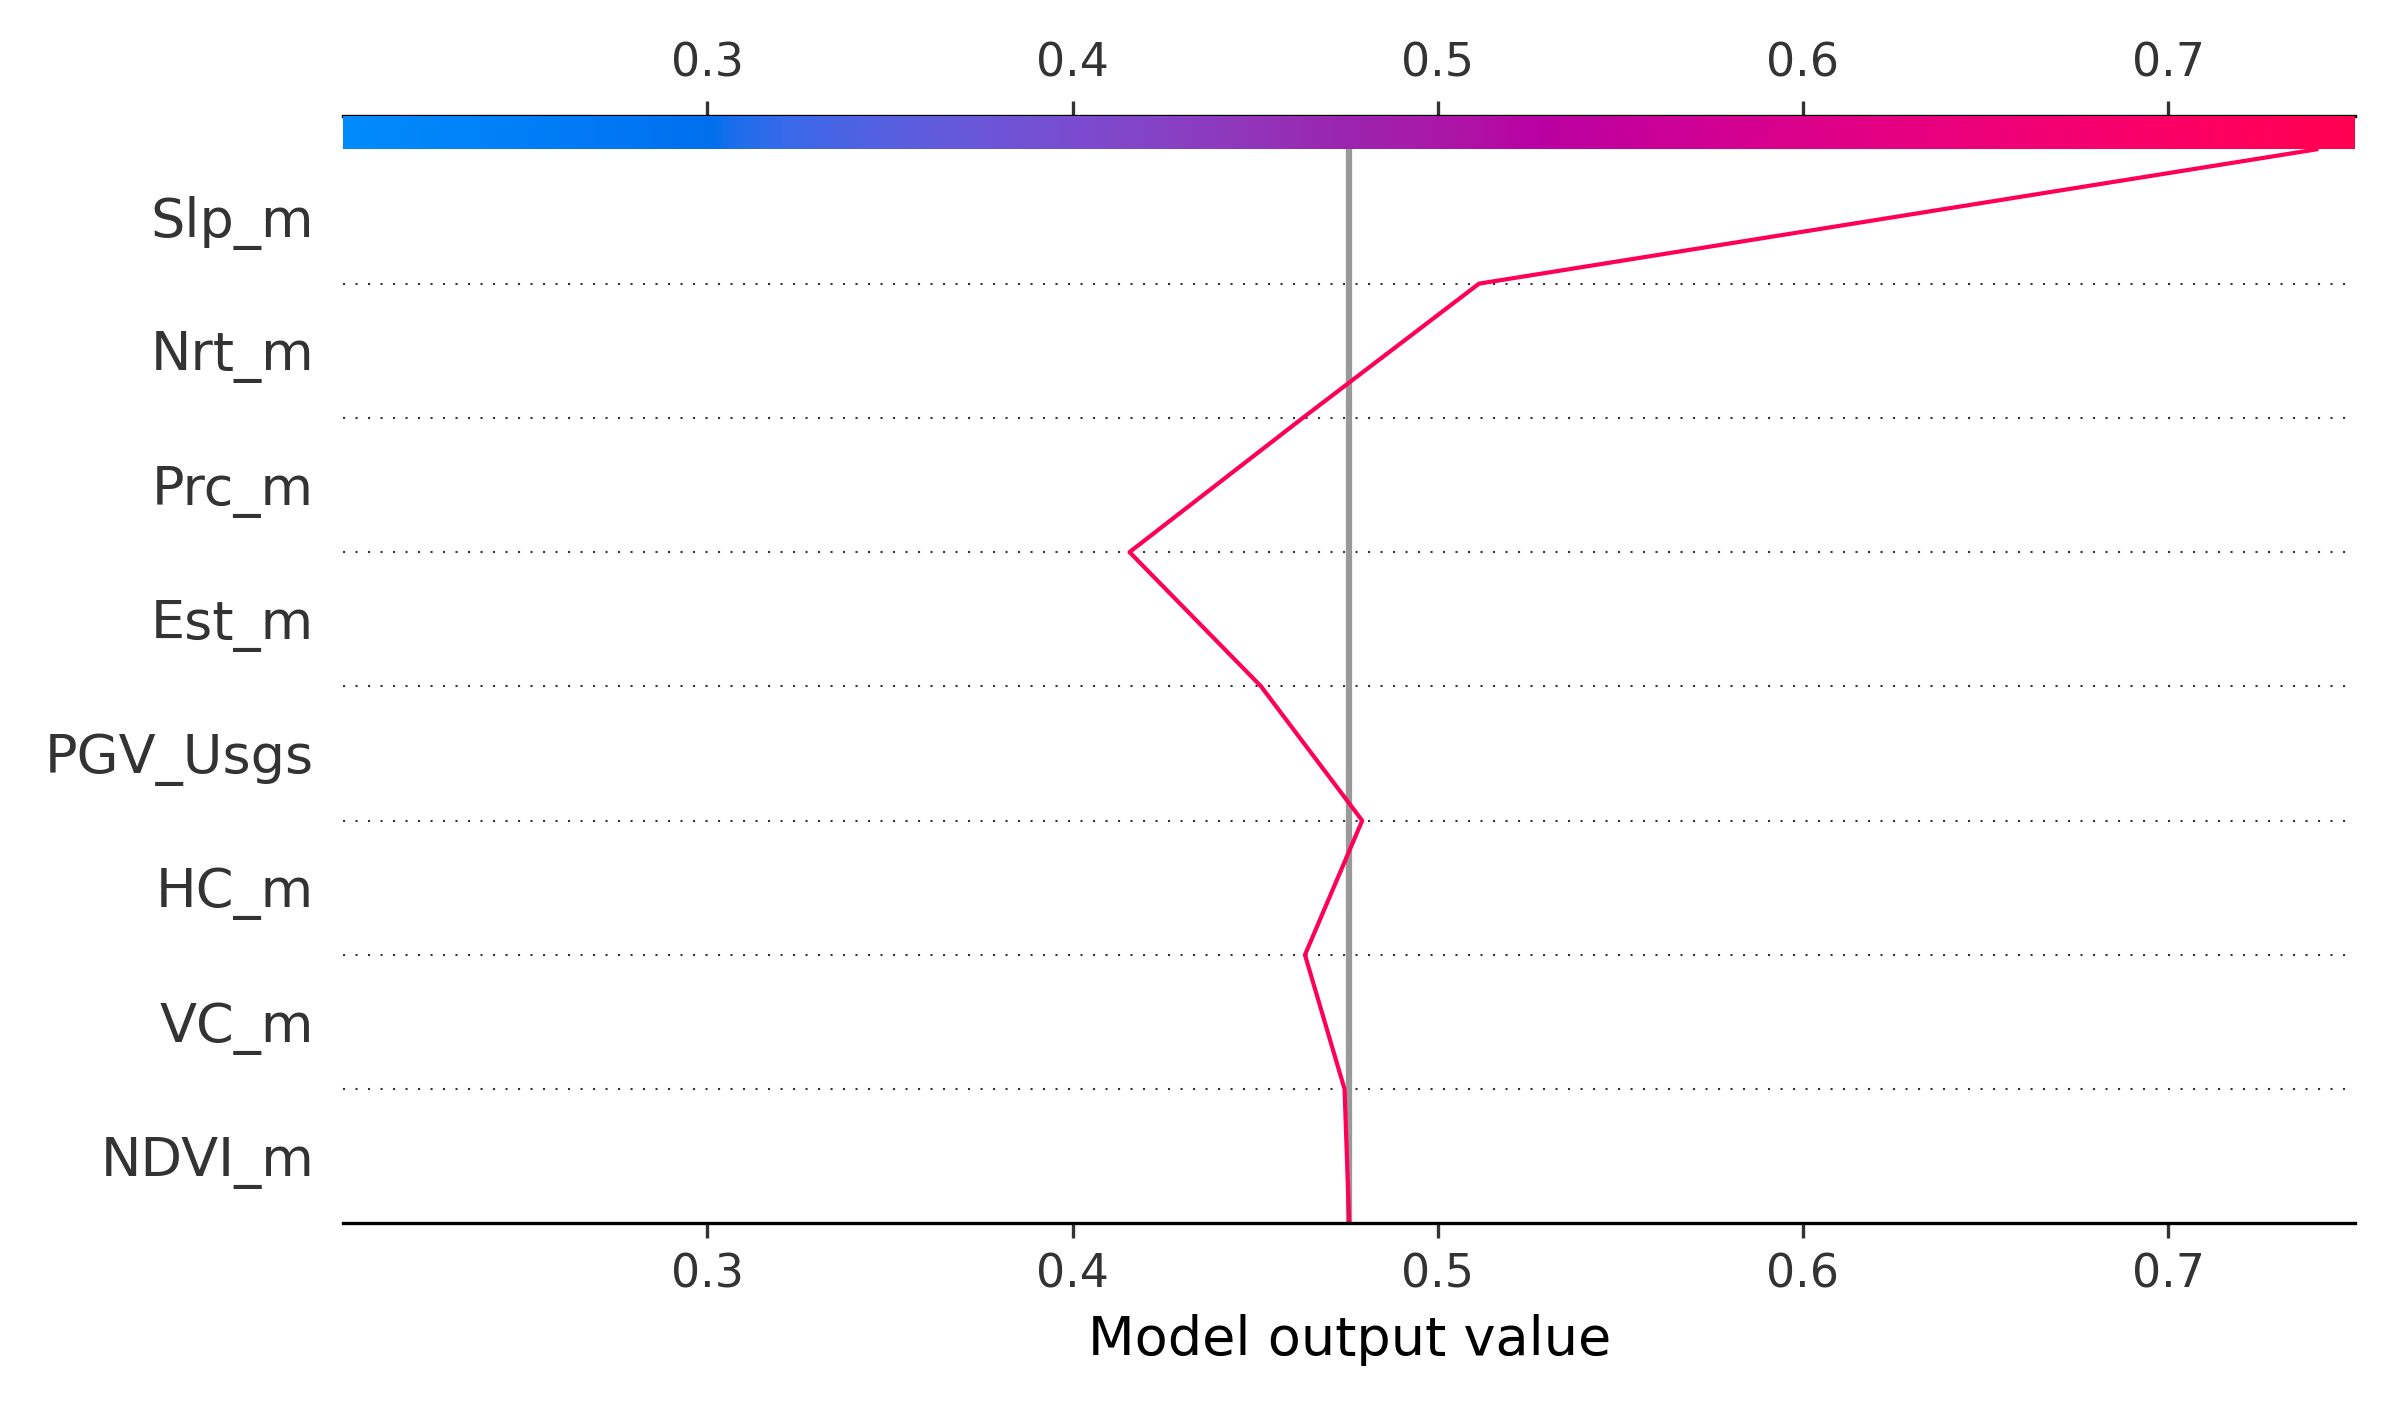 0.3 0.4 0.5 0.6 0.7
Slp_m
Nrt_m
Prc_m
Est_m
PGV_Usgs
HC_m
VC_m
NDVI_m
0.3 0.4 0.5 0.6 0.7
Model output value